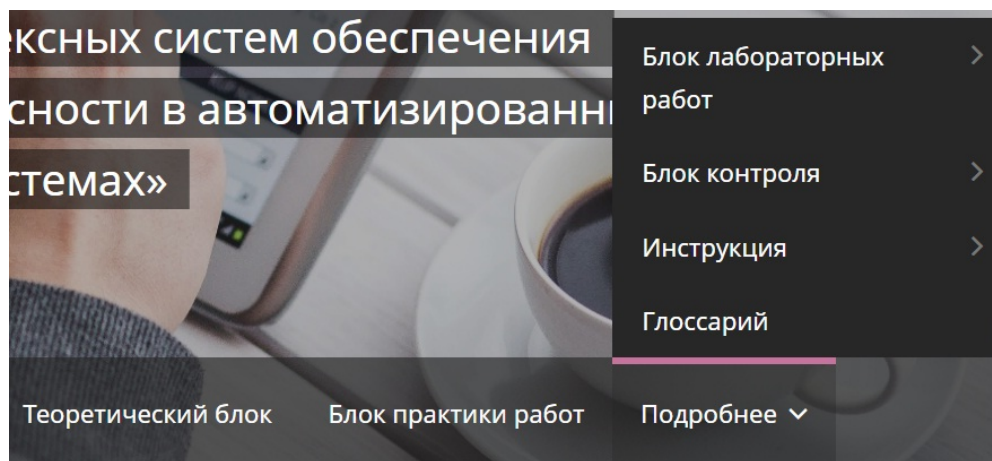 ексных систем обеспечения
сности в автоматизированн
стемах»
Блок лабораторных
работ
Блок контроля
Инструкция
Глоссарий
Теоретический блок
Блок практики работ
Подробнее